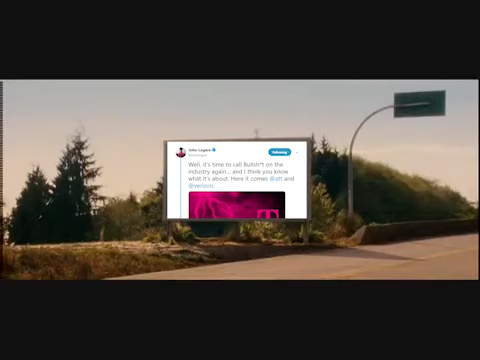 John Legere
Following
Well, it's time to call Bullsh*t on the
industry again... and I think you know
what it's about. Here it comes @att and
@verizon.
T